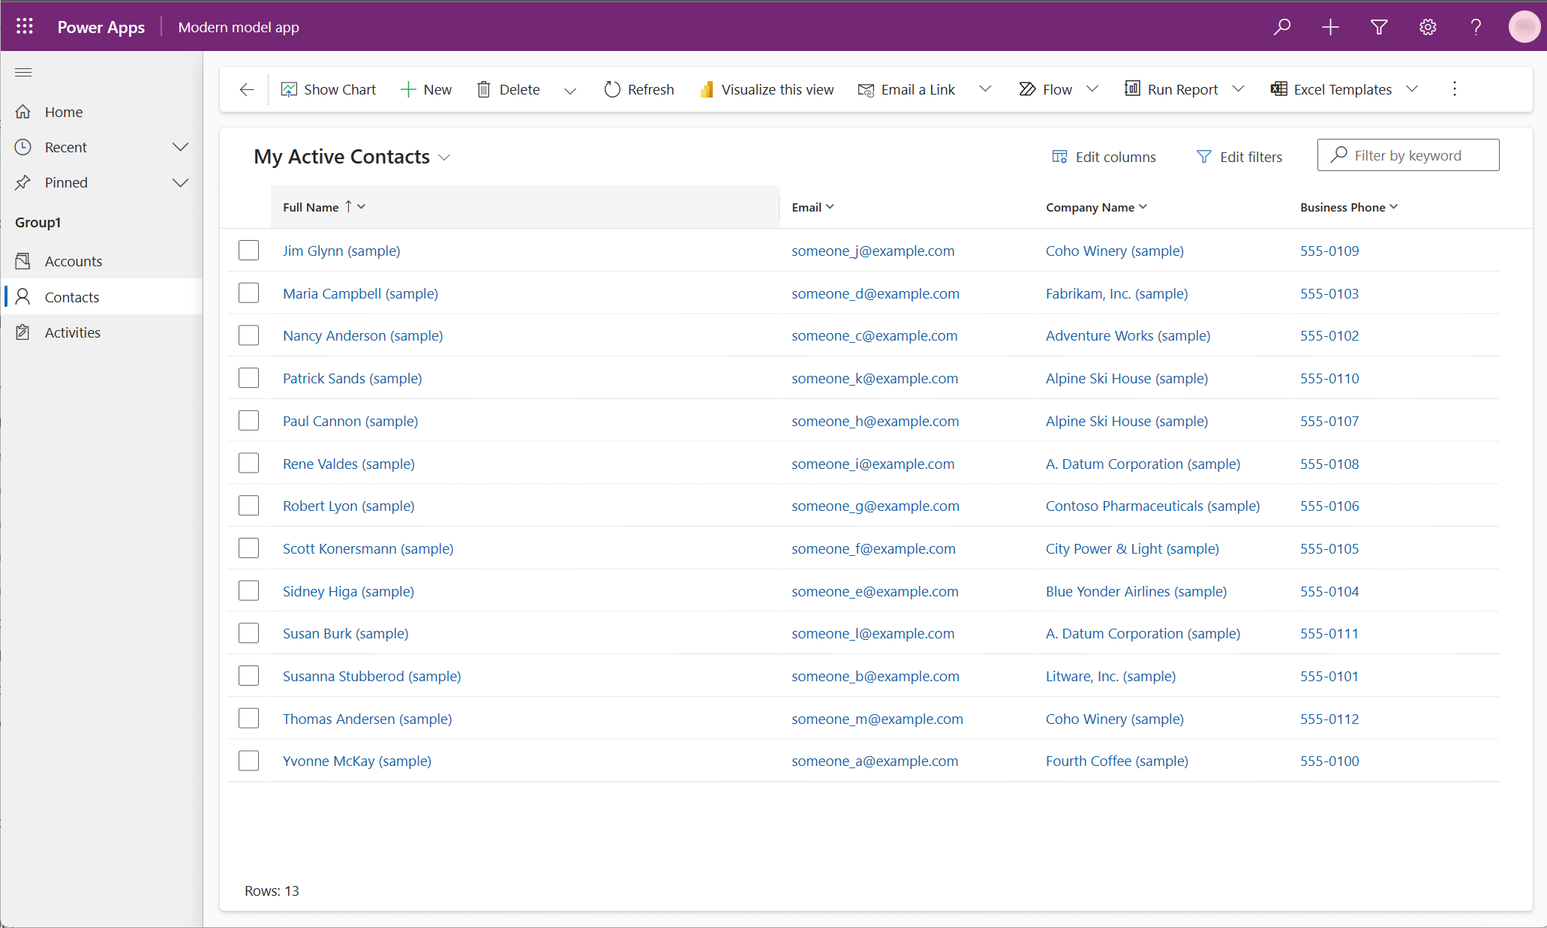 Power Apps Modern model app
Show Chart New Delete Refresh Visualize this view Email a Link Flow Run Report Excel Templates
Home
Recent
Pinned
Group1
Accounts
Contacts
Activities
My Active Contacts Edit columns Edit filters Filter by keyword
Full Name Email Company Name Business Phone
Jim Glynn (sample) someone_j@example.com Coho Winery (sample) 555-0109
Maria Campbell (sample) someone_d@example.com Fabrikam, Inc. (sample) 555-0103
Nancy Anderson (sample) someone_c@example.com Adventure Works (sample) 555-0102
Patrick Sands (sample) someone_k@example.com Alpine Ski House (sample) 555-0110
Paul Cannon (sample) someone_h@example.com Alpine Ski House (sample) 555-0107
Rene Valdes (sample) someone_i@example.com A. Datum Corporation (sample) 555-0108
Robert Lyon (sample) someone_g@example.com Contoso Pharmaceuticals (sample) 555-0106
Scott Konersmann (sample) someone_f@example.com City Power & Light (sample) 555-0105
Sidney Higa (sample) someone_e@example.com Blue Yonder Airlines (sample) 555-0104
Susan Burk (sample) someone_l@example.com A. Datum Corporation (sample) 555-0111
Susanna Stubberod (sample) someone_b@example.com Litware, Inc. (sample) 555-0101
Thomas Andersen (sample) someone_m@example.com Coho Winery (sample) 555-0112
Yvonne McKay (sample) someone_a@example.com Fourth Coffee (sample) 555-0100
Rows: 13